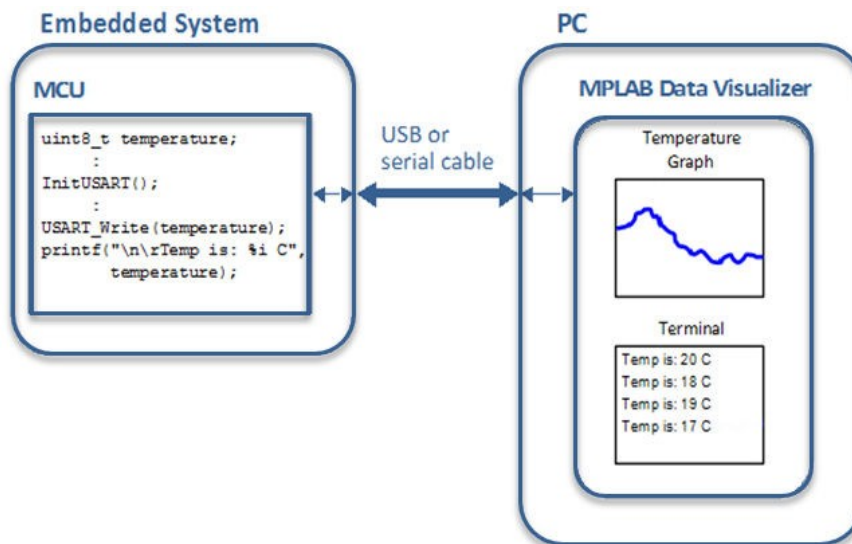 Embedded System
MCU
uint8_t temperature;
:
InitUSART();
:
USART_Write(temperature);
printf("\n\rTemp is: %i C",
temperature);
USB or
serial cable
PC
MPLAB Data Visualizer
Temperature
Graph
Terminal
Temp is: 20 C
Temp is: 18 C
Temp is: 19 C
Temp is: 17 C